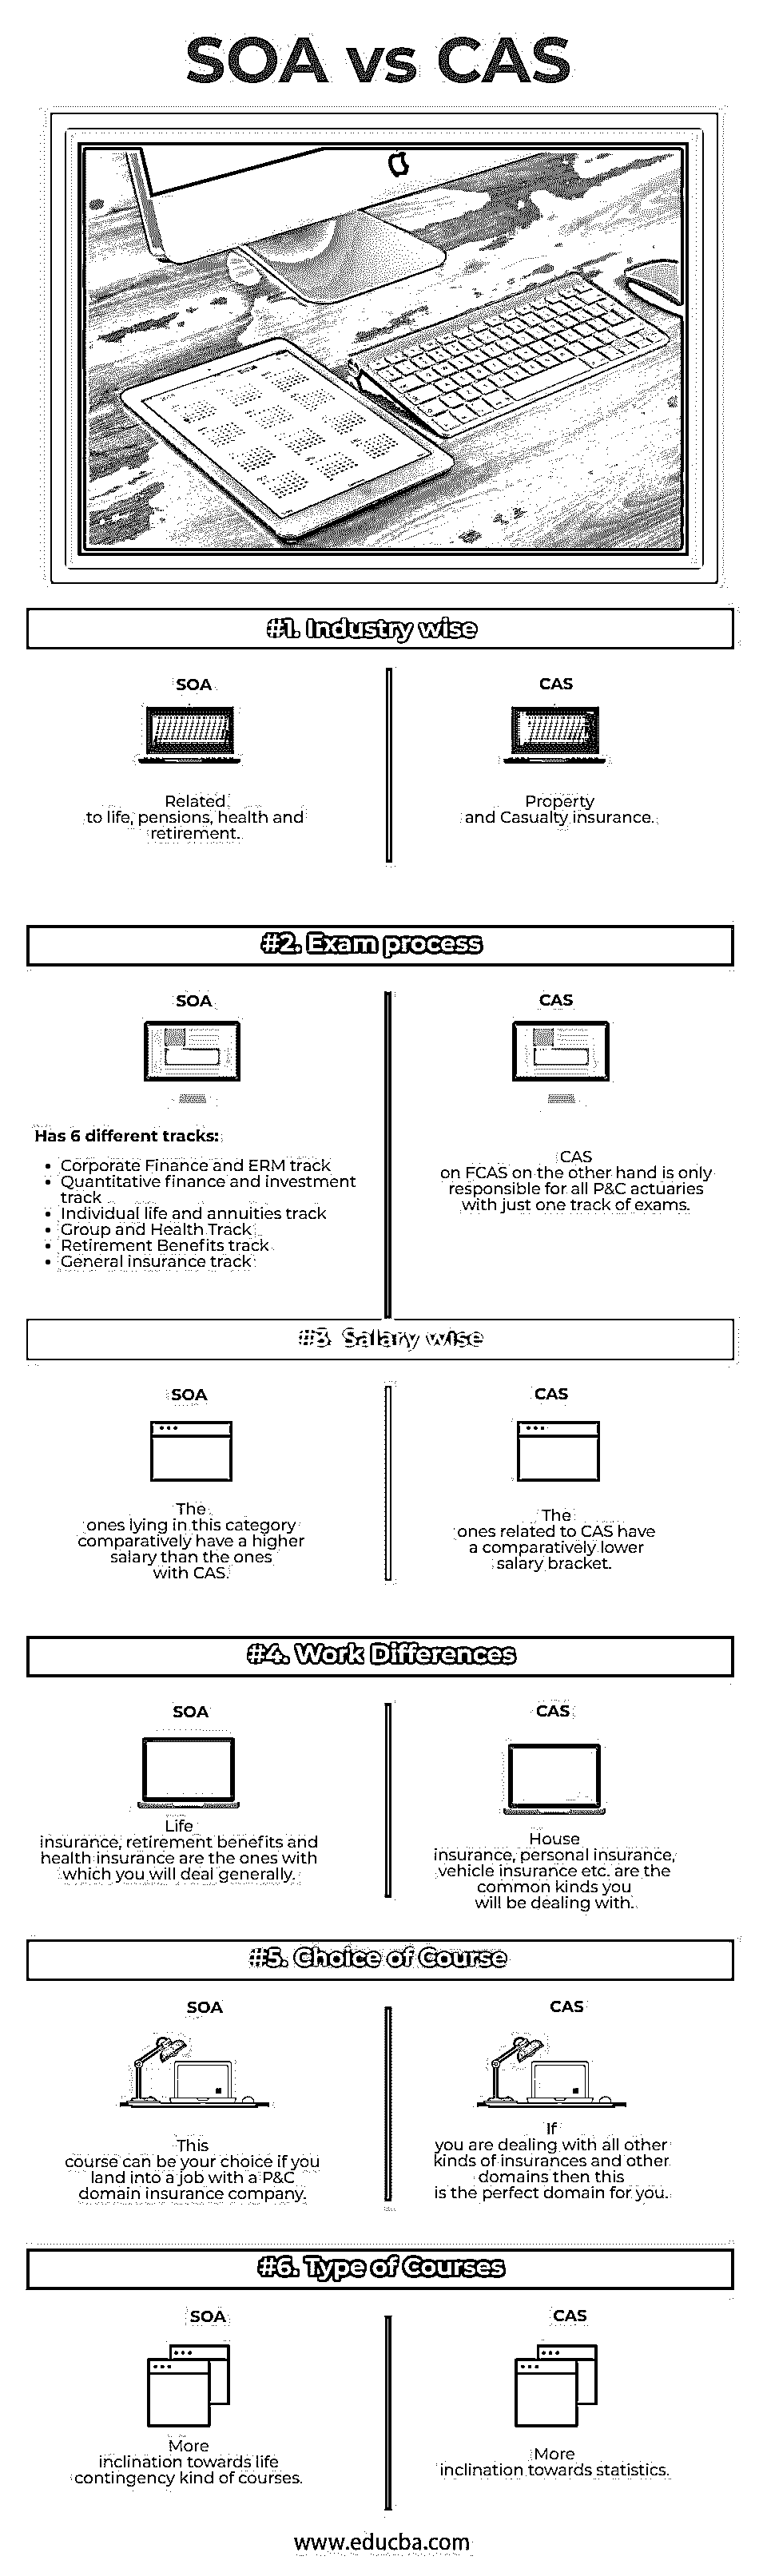 SOA vs CAS
#1. Industry wise
SOA
Related
to life, pensions, health and
retirement.
CAS
Property
and Casualty insurance.
#2. Exam process
SOA
Has 6 different tracks:
• Corporate Finance and ERM track
• Quantitative finance and investment
track
• Individual life and annuities track
• Group and Health Track
• Retirement Benefits track
• General insurance track
CAS
CAS
on FCAS on the other hand is only
responsible for all P&C actuaries
with just one track of exams.
#3. Salary wise
SOA
The
ones lying in this category
comparatively have a higher
salary than the ones
with CAS.
CAS
The
ones related to CAS have
a comparatively lower
salary bracket.
#4. Work Differences
SOA
Life
insurance, retirement benefits and
health insurance are the ones with
which you will deal generally.
CAS
House
insurance, personal insurance,
vehicle insurance etc. are the
common kinds you
will be dealing with.
#5. Choice of Course
SOA
This
course can be your choice if you
land into a job with a P&C
domain insurance company.
CAS
If
you are dealing with all other
kinds of insurances and other
domains then this
is the perfect domain for you.
#6. Type of Courses
SOA
More
inclination towards life
contingency kind of courses.
CAS
More
inclination towards statistics.
www.educba.com